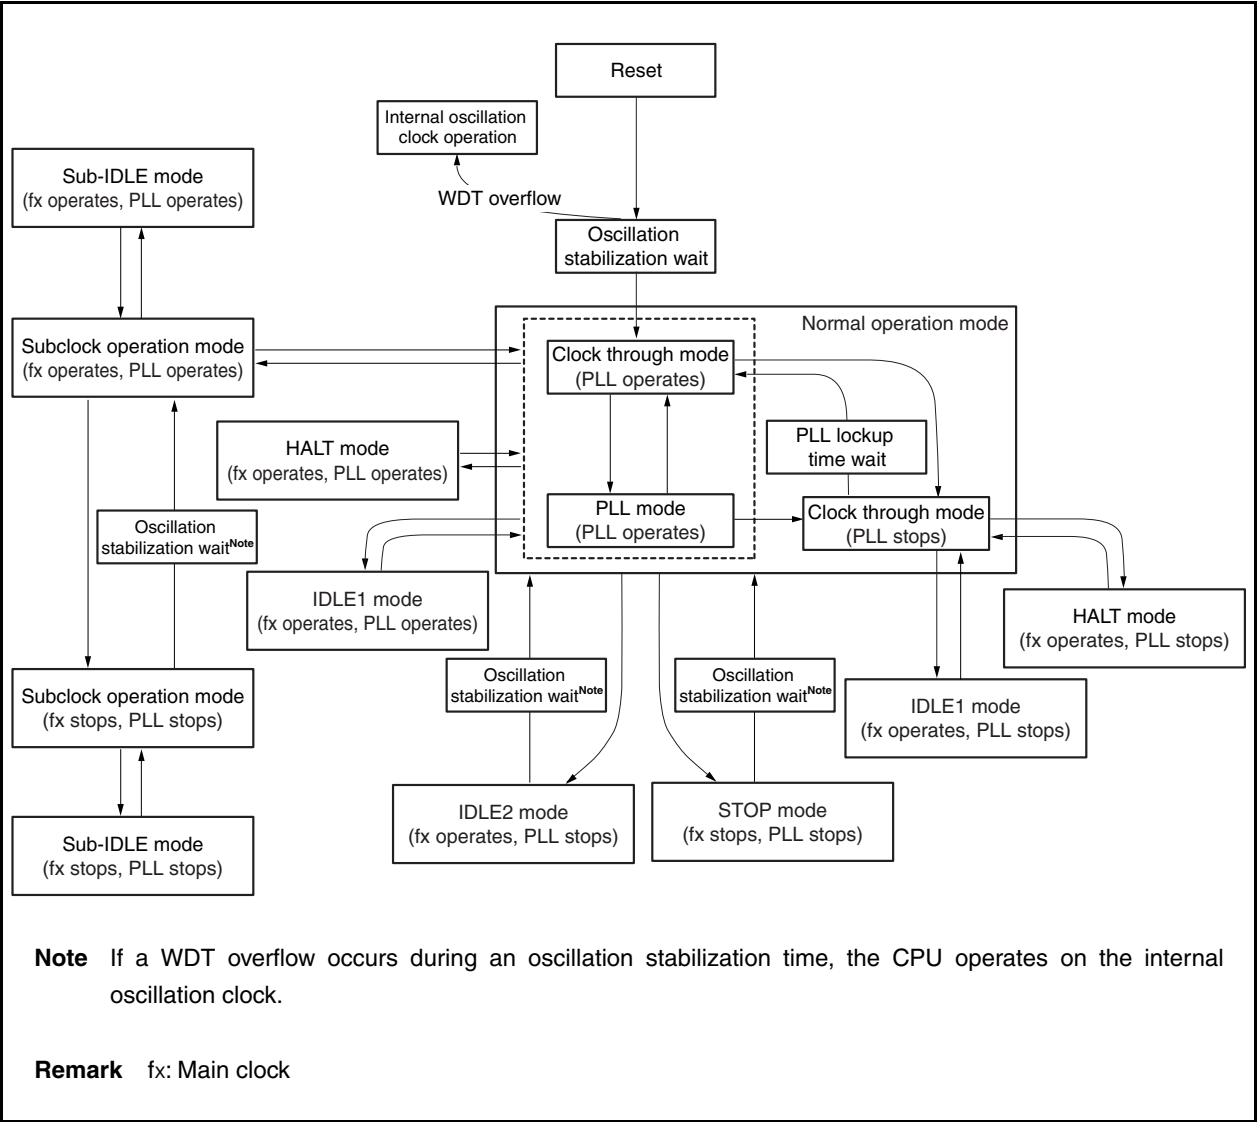 Reset
Internal oscillation
clock operation
WDT overflow
Sub-IDLE mode
(fx operates, PLL operates)
Oscillation
stabilization wait
Normal operation mode
Subclock operation mode
(fx operates, PLL operates)
Clock through mode
(PLL operates)
HALT mode
(fx operates, PLL operates)
PLL lockup
time wait
PLL mode
(PLL operates)
Clock through mode
(PLL stops)
Oscillation
stabilization waitNote
IDLE1 mode
(fx operates, PLL operates)
HALT mode
(fx operates, PLL stops)
Oscillation
stabilization waitNote
Oscillation
stabilization waitNote
Subclock operation mode
(fx stops, PLL stops)
IDLE1 mode
(fx operates, PLL stops)
IDLE2 mode
(fx operates, PLL stops)
STOP mode
(fx stops, PLL stops)
Sub-IDLE mode
(fx stops, PLL stops)
Note If a WDT overflow occurs during an oscillation stabilization time, the CPU operates on the internal
oscillation clock.
Remark fx: Main clock